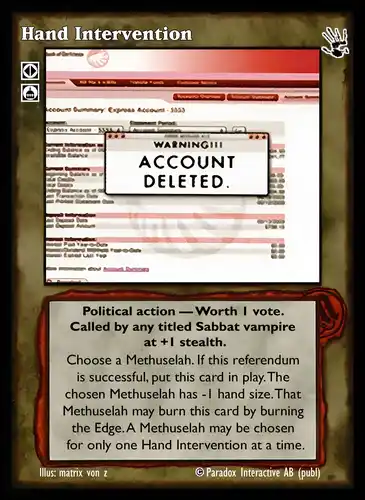 Hand Intervention
Account Summary: Express Account - 5555
WARNING!!!
ACCOUNT
DELETED.
Political action — Worth 1 vote.
Called by any titled Sabbat vampire
at +1 stealth.
Choose a Methuselah. If this referendum
is successful, put this card in play. The
chosen Methuselah has -1 hand size. That
Methuselah may burn this card by burning
the Edge. A Methuselah may be chosen
for only one Hand Intervention at a time.
Illus: matrix von z
© Paradox Interactive AB (publ)